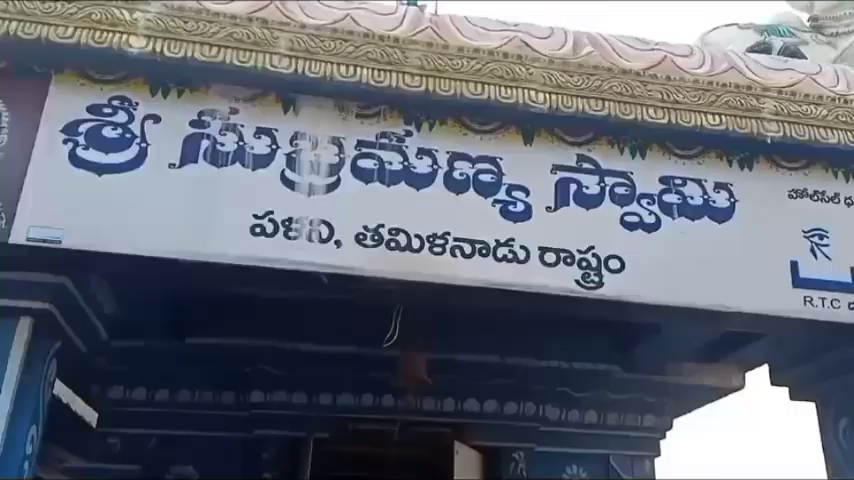 శ్రీ సుబ్రమణ్య స్వామి
పళని, తమిళనాడు రాష్ట్రం
హోల్‌సేల్ ధ
R.T.C